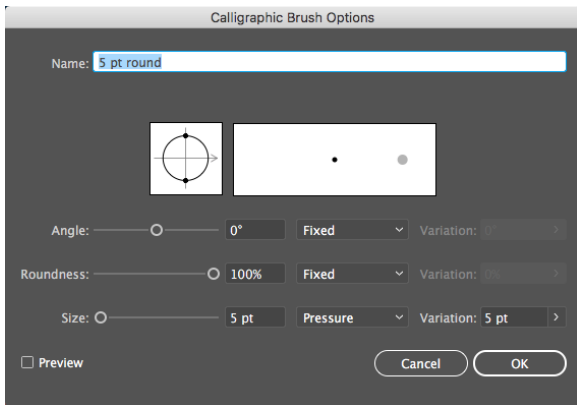 Calligraphic Brush Options
Name: 5 pt round
Angle: 0° Fixed Variation: 0°
Roundness: 100% Fixed Variation: 0%
Size: 5 pt Pressure Variation: 5 pt
Preview Cancel OK